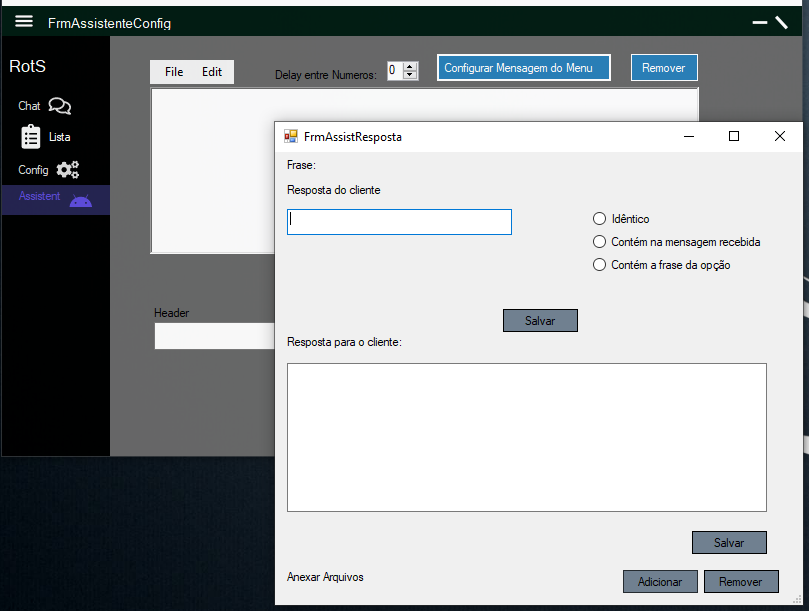 FrmAssistenteConfig
RotS
Chat
Lista
Config
Assistent
File Edit
Delay entre Numeros: 0
Configurar Mensagem do Menu
Remover
Header
FrmAssistResposta
Frase:
Resposta do cliente
Idêntico
Contém na mensagem recebida
Contém a frase da opção
Salvar
Resposta para o cliente:
Salvar
Anexar Arquivos
Adicionar
Remover